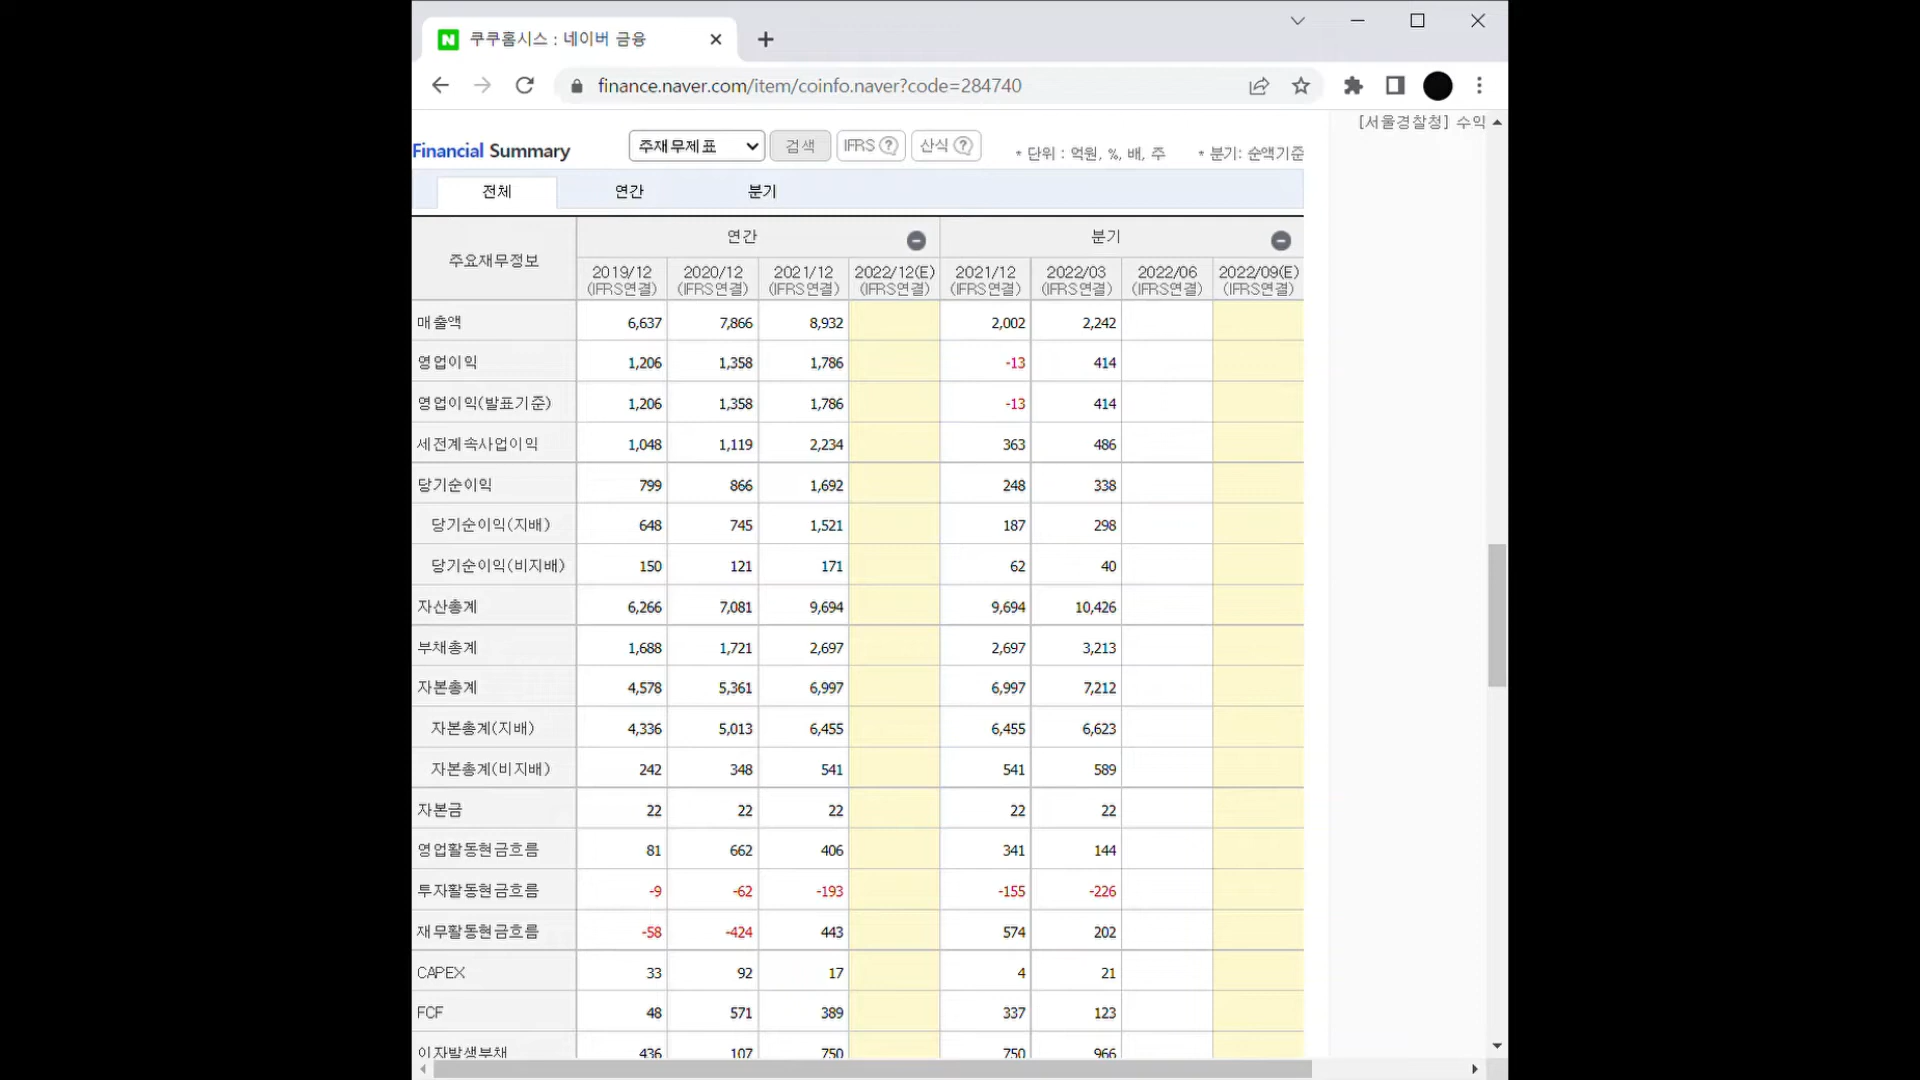 쿠쿠홈시스 : 네이버 금융
finance.naver.com/item/coinfo.naver?code=284740
[서울경찰청] 수익
Financial Summary 주재무제표 검색 IFRS ? 산식 ? * 단위 : 억원, %, 배, 주 * 분기: 순액기준
전체 연간 분기
주요재무정보 연간 분기
2019/12 2020/12 2021/12 2022/12(E) 2021/12 2022/03 2022/06 2022/09(E)
(IFRS연결) (IFRS연결) (IFRS연결) (IFRS연결) (IFRS연결) (IFRS연결) (IFRS연결) (IFRS연결)
매출액 6,637 7,866 8,932 2,002 2,242
영업이익 1,206 1,358 1,786 -13 414
영업이익(발표기준) 1,206 1,358 1,786 -13 414
세전계속사업이익 1,048 1,119 2,234 363 486
당기순이익 799 866 1,692 248 338
당기순이익(지배) 648 745 1,521 187 298
당기순이익(비지배) 150 121 171 62 40
자산총계 6,266 7,081 9,694 9,694 10,426
부채총계 1,688 1,721 2,697 2,697 3,213
자본총계 4,578 5,361 6,997 6,997 7,212
자본총계(지배) 4,336 5,013 6,455 6,455 6,623
자본총계(비지배) 242 348 541 541 589
자본금 22 22 22 22 22
영업활동현금흐름 81 662 406 341 144
투자활동현금흐름 -9 -62 -193 -155 -226
재무활동현금흐름 -58 -424 443 574 202
CAPEX 33 92 17 4 21
FCF 48 571 389 337 123
이자발생부채 436 107 750 750 966